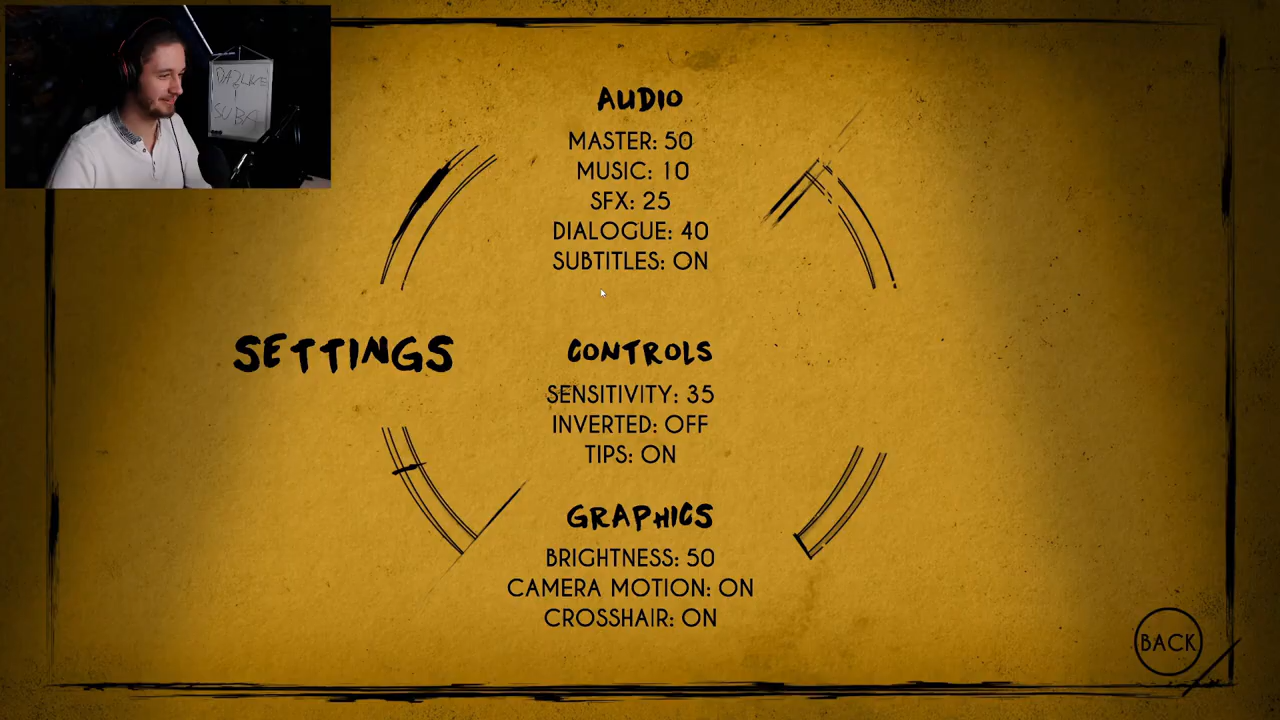 AUDIO
MASTER: 50
MUSIC: 10
SFX: 25
DIALOGUE: 40
SUBTITLES: ON
SETTINGS
CONTROLS
SENSITIVITY: 35
INVERTED: OFF
TIPS: ON
GRAPHICS
BRIGHTNESS: 50
CAMERA MOTION: ON
CROSSHAIR: ON
BACK